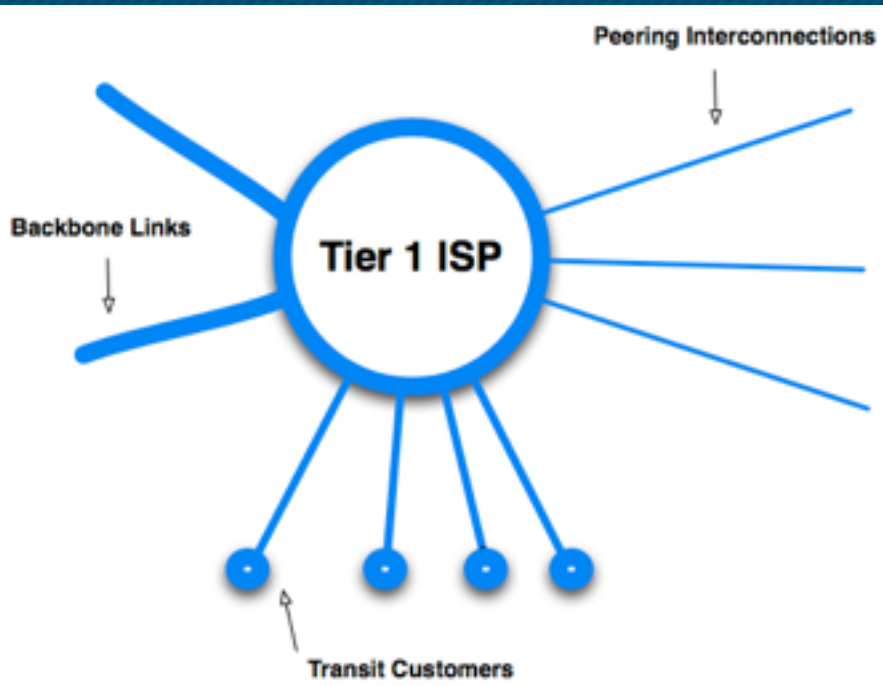 Peering Interconnections
Backbone Links
Tier 1 ISP
Transit Customers